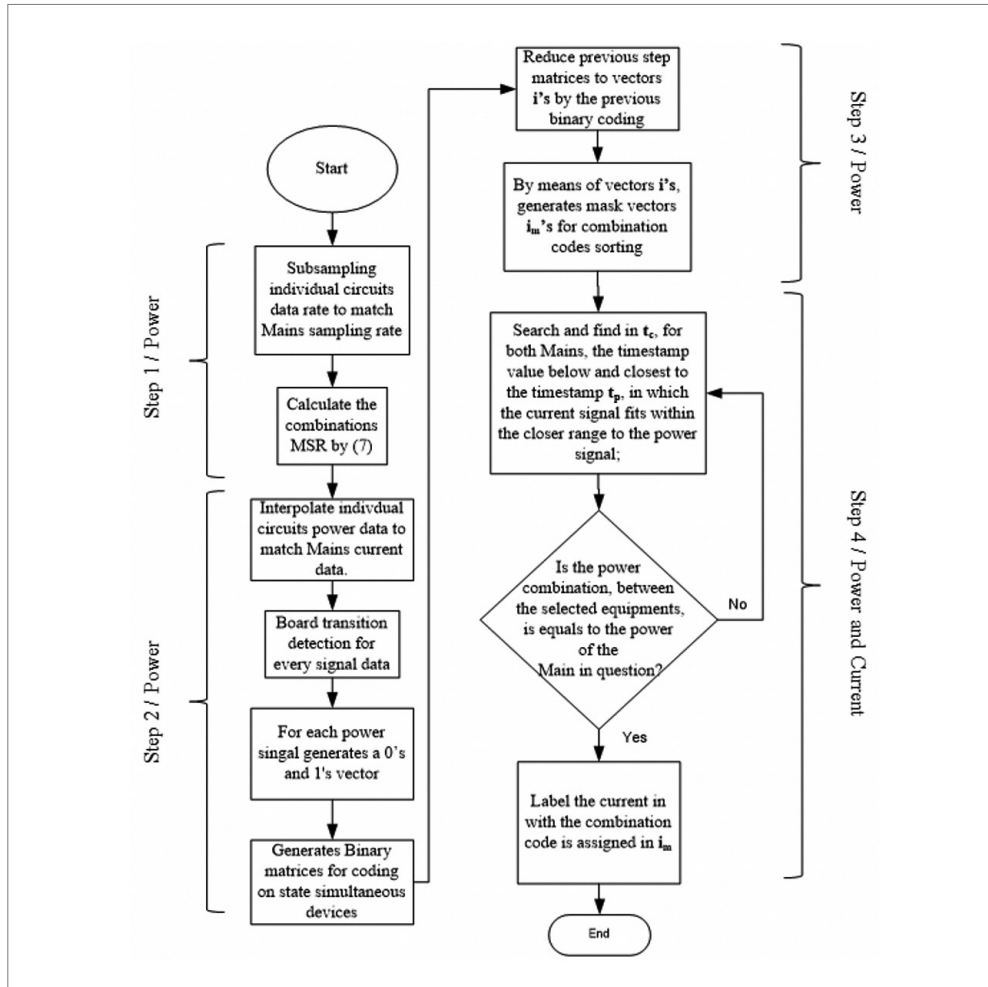 Start
Step 1 / Power
Subsampling
individual circuits
data rate to match
Mains sampling rate
Calculate the
combinations
MSR by (7)
Step 2 / Power
Interpolate indivdual
circuits power data to
match Mains current
data.
Board transition
detection for
every signal data
For each power
singal generates a 0's
and 1's vector
Generates Binary
matrices for coding
on state simultaneous
devices
Step 3 / Power
Reduce previous step
matrices to vectors
i's by the previous
binary coding
By means of vectors i's,
generates mask vectors
im's for combination
codes sorting
Step 4 / Power and Current
Search and find in tc, for
both Mains, the timestamp
value below and closest to
the timestamp tp, in which
the current signal fits within
the closer range to the power
signal;
Is the power
combination, between
the selected equipments,
is equals to the power
of the
Main in question?
No
Yes
Label the current in
with the combination
code is assigned in im
End